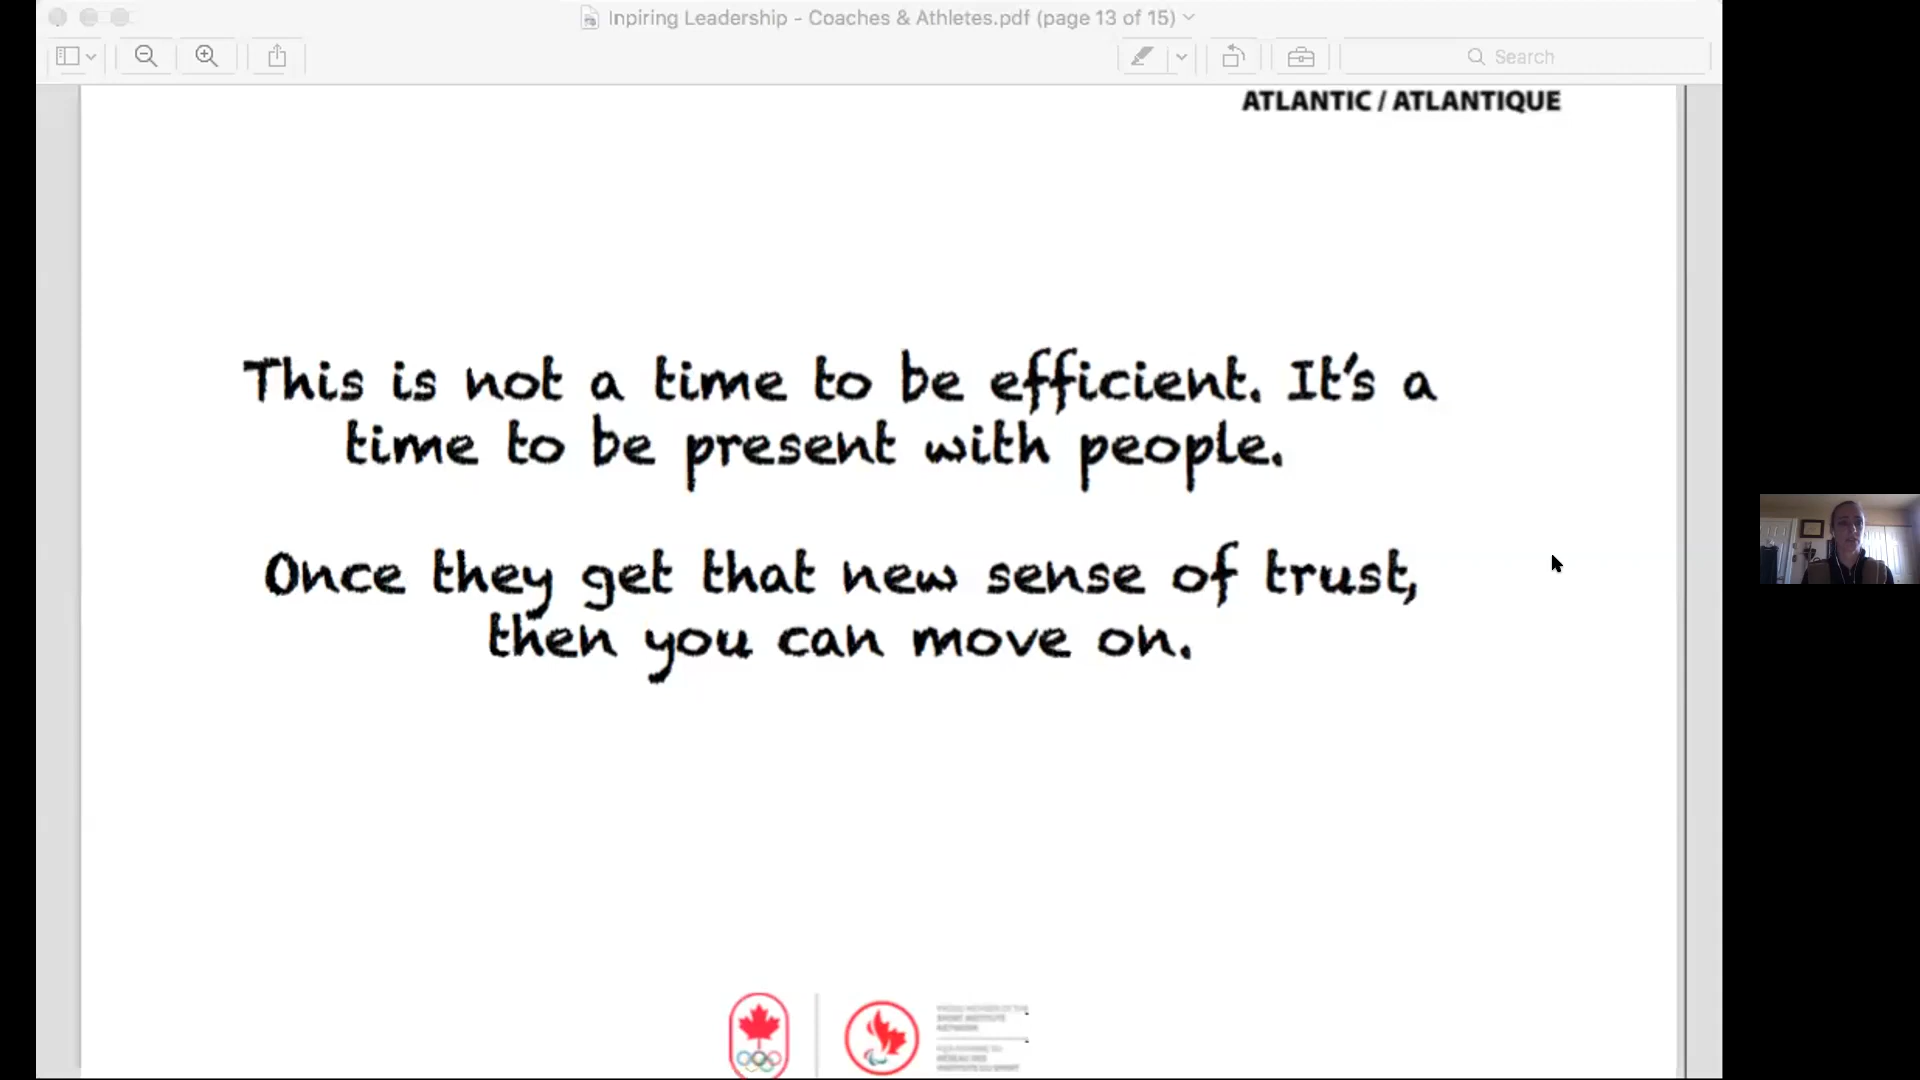 Inpiring Leadership - Coaches & Athletes.pdf (page 13 of 15)
Search
ATLANTIC / ATLANTIQUE
This is not a time to be efficient. It's a
time to be present with people.
Once they get that new sense of trust,
then you can move on.